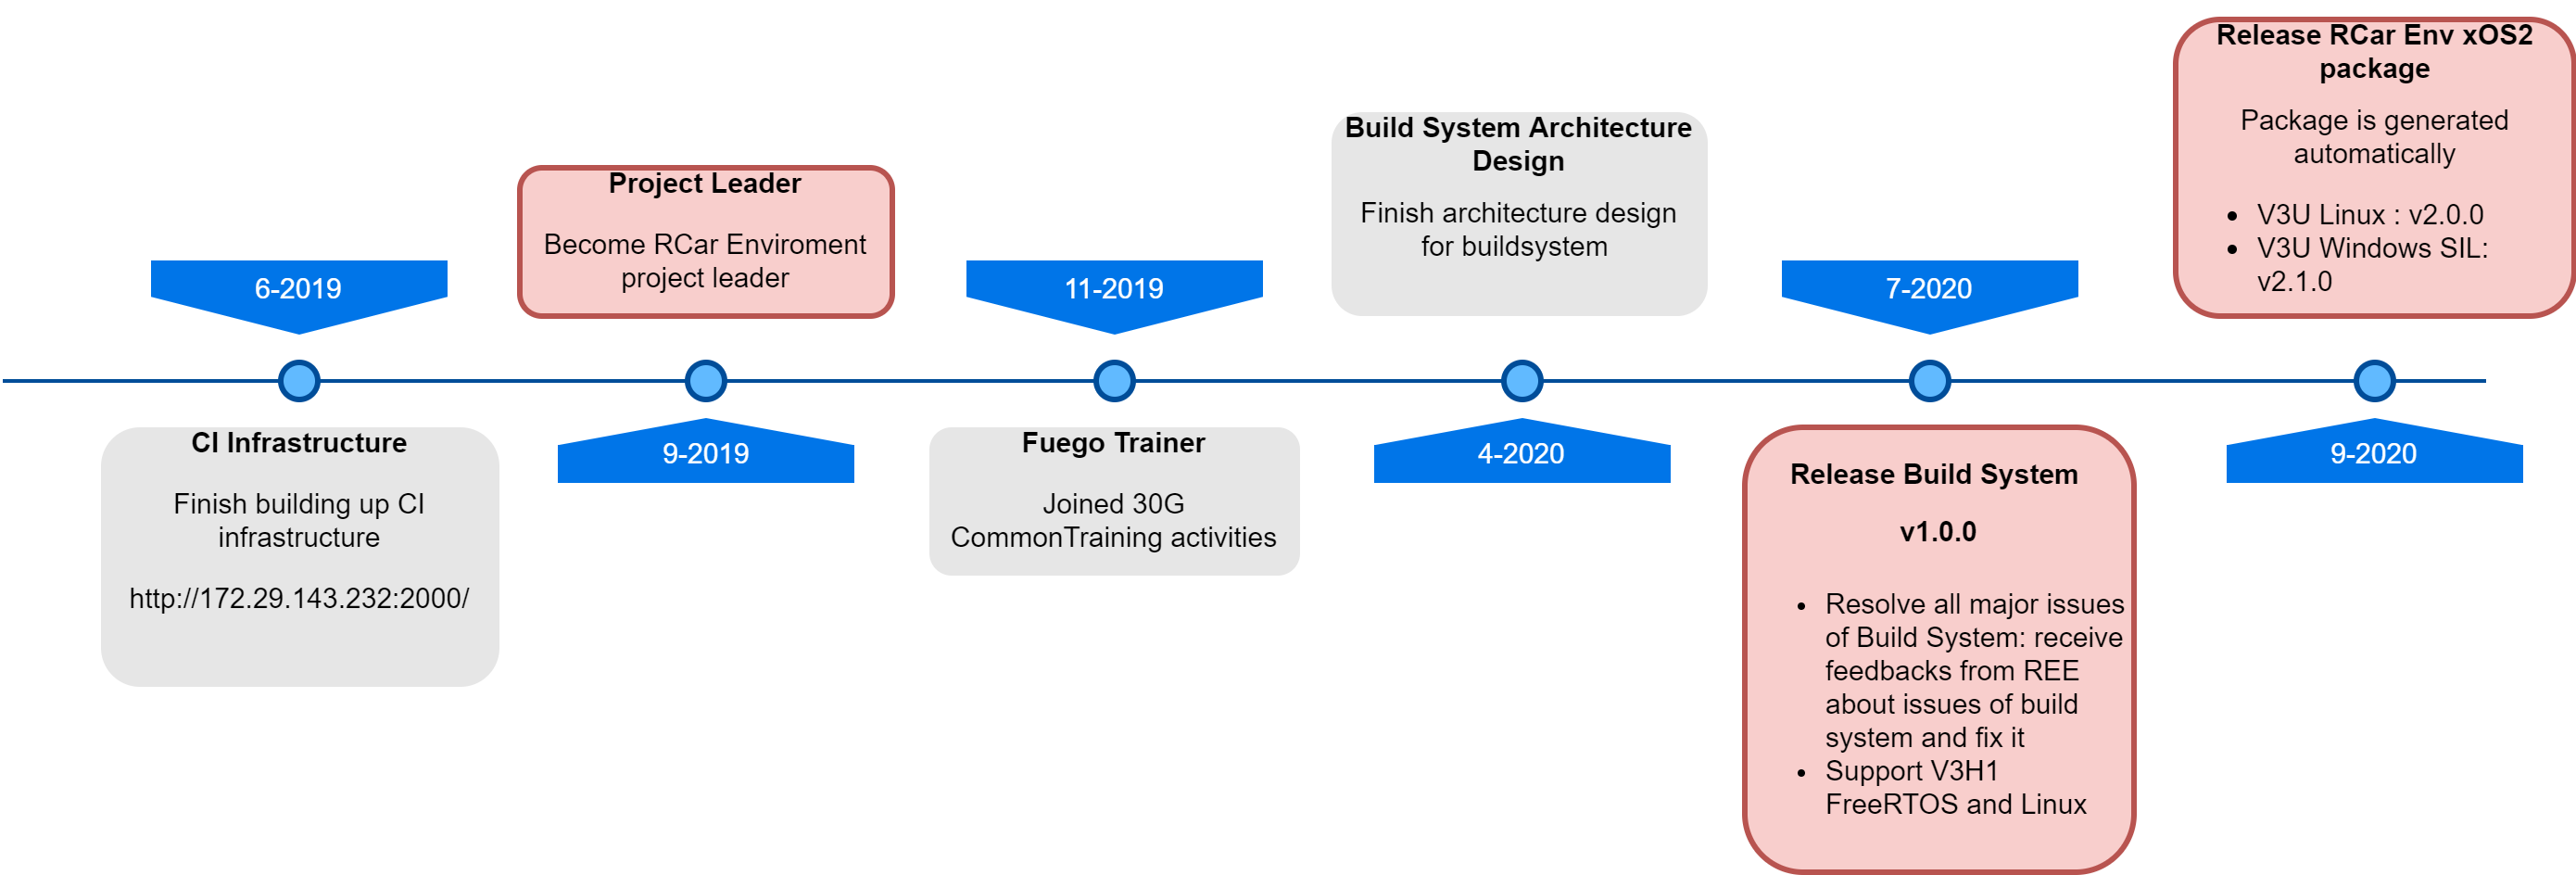 6-2019
CI Infrastructure
Finish building up CI
infrastructure
http://172.29.143.232:2000/
Project Leader
Become RCar Enviroment
project leader
9-2019
11-2019
Fuego Trainer
Joined 30G
CommonTraining activities
Build System Architecture
Design
Finish architecture design
for buildsystem
4-2020
7-2020
Release Build System
v1.0.0
• Resolve all major issues
of Build System: receive
feedbacks from REE
about issues of build
system and fix it
• Support V3H1
FreeRTOS and Linux
Release RCar Env xOS2
package
Package is generated
automatically
• V3U Linux : v2.0.0
• V3U Windows SIL:
v2.1.0
9-2020